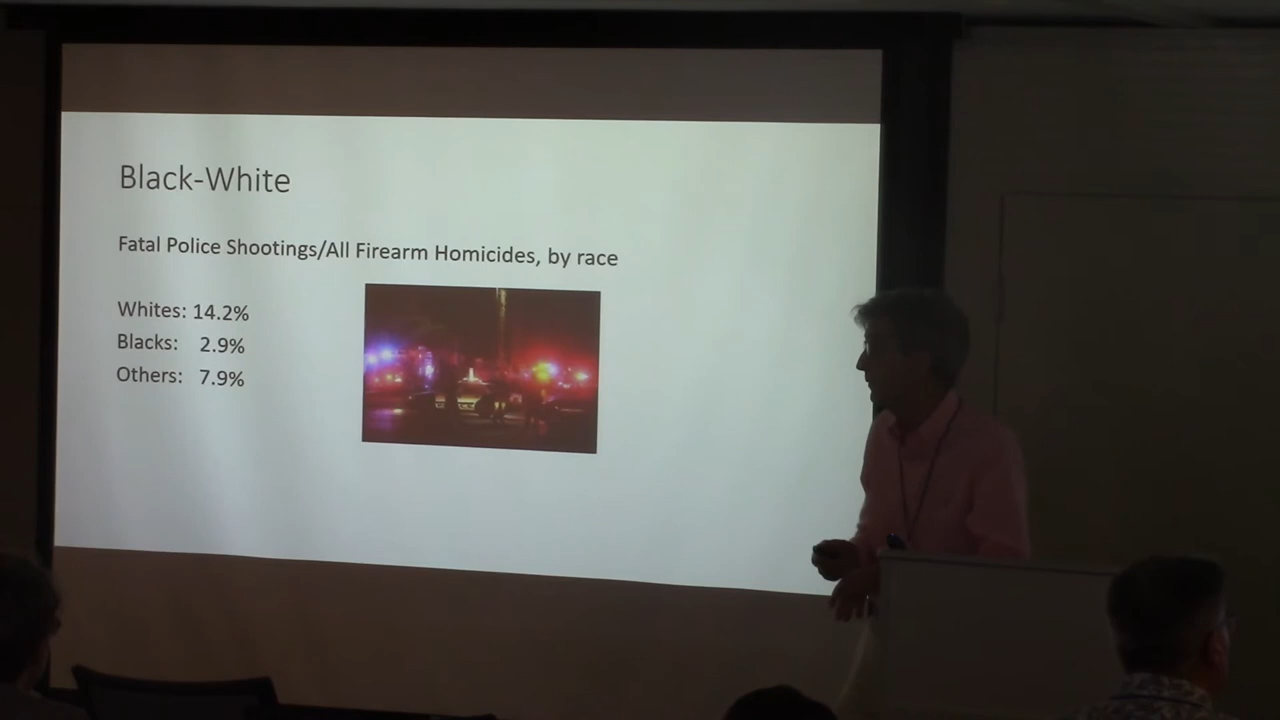 Black-White
Fatal Police Shootings/All Firearm Homicides, by race
Whites: 14.2%
Blacks: 2.9%
Others: 7.9%